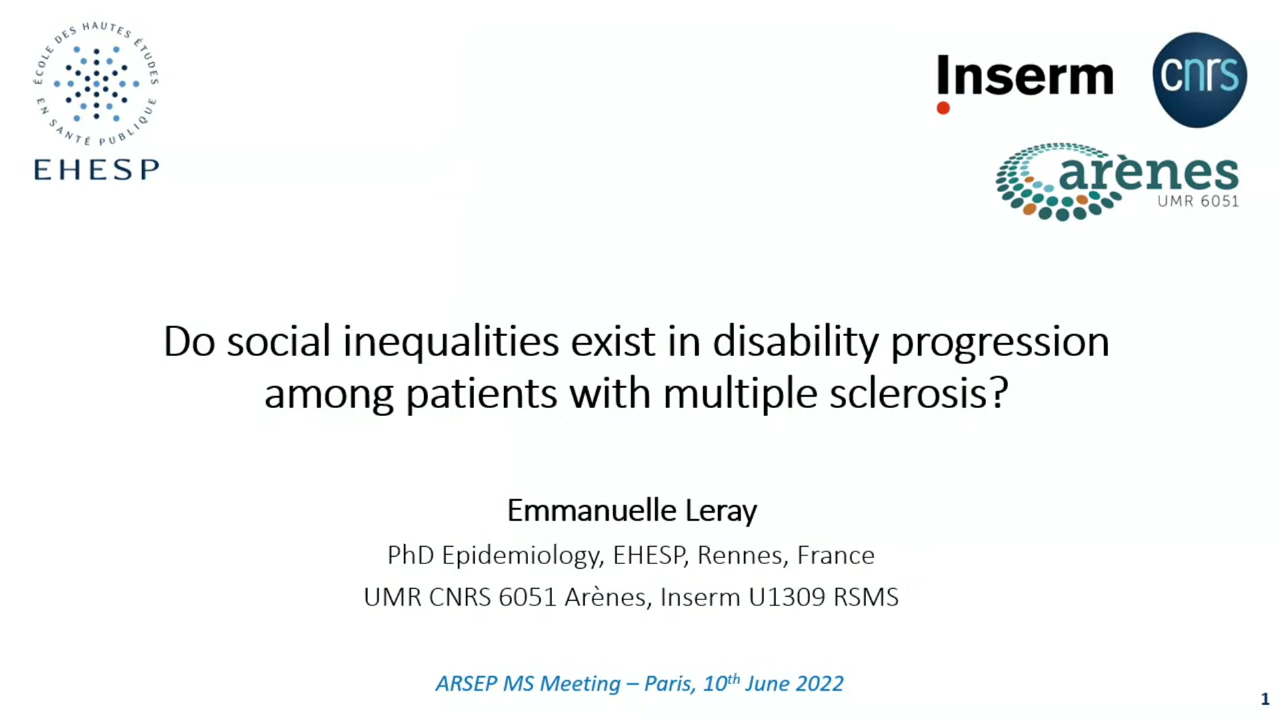 ÉCOLE DES HAUTES ÉTUDES
EN SANTÉ PUBLIQUE
EHESP
Inserm
cnrs
arènes
UMR 6051
Do social inequalities exist in disability progression
among patients with multiple sclerosis?
Emmanuelle Leray
PhD Epidemiology, EHESP, Rennes, France
UMR CNRS 6051 Arènes, Inserm U1309 RSMS
ARSEP MS Meeting – Paris, 10th June 2022
1